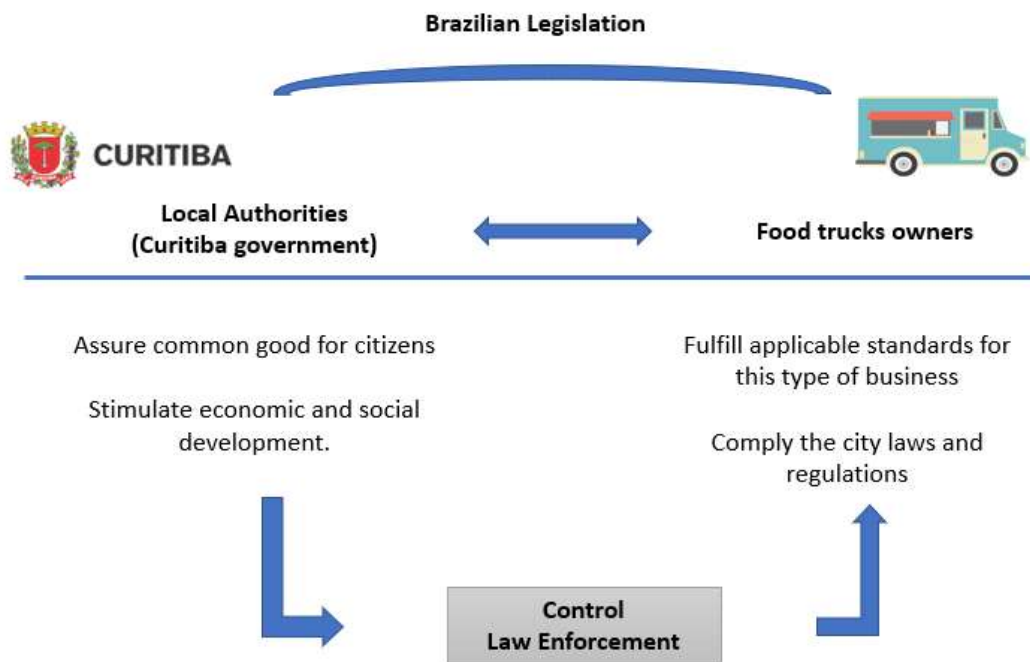 Brazilian Legislation
CURITIBA
Local Authorities
(Curitiba government)
Food trucks owners
Assure common good for citizens
Stimulate economic and social
development.
Fulfill applicable standards for
this type of business
Comply the city laws and
regulations
Control
Law Enforcement